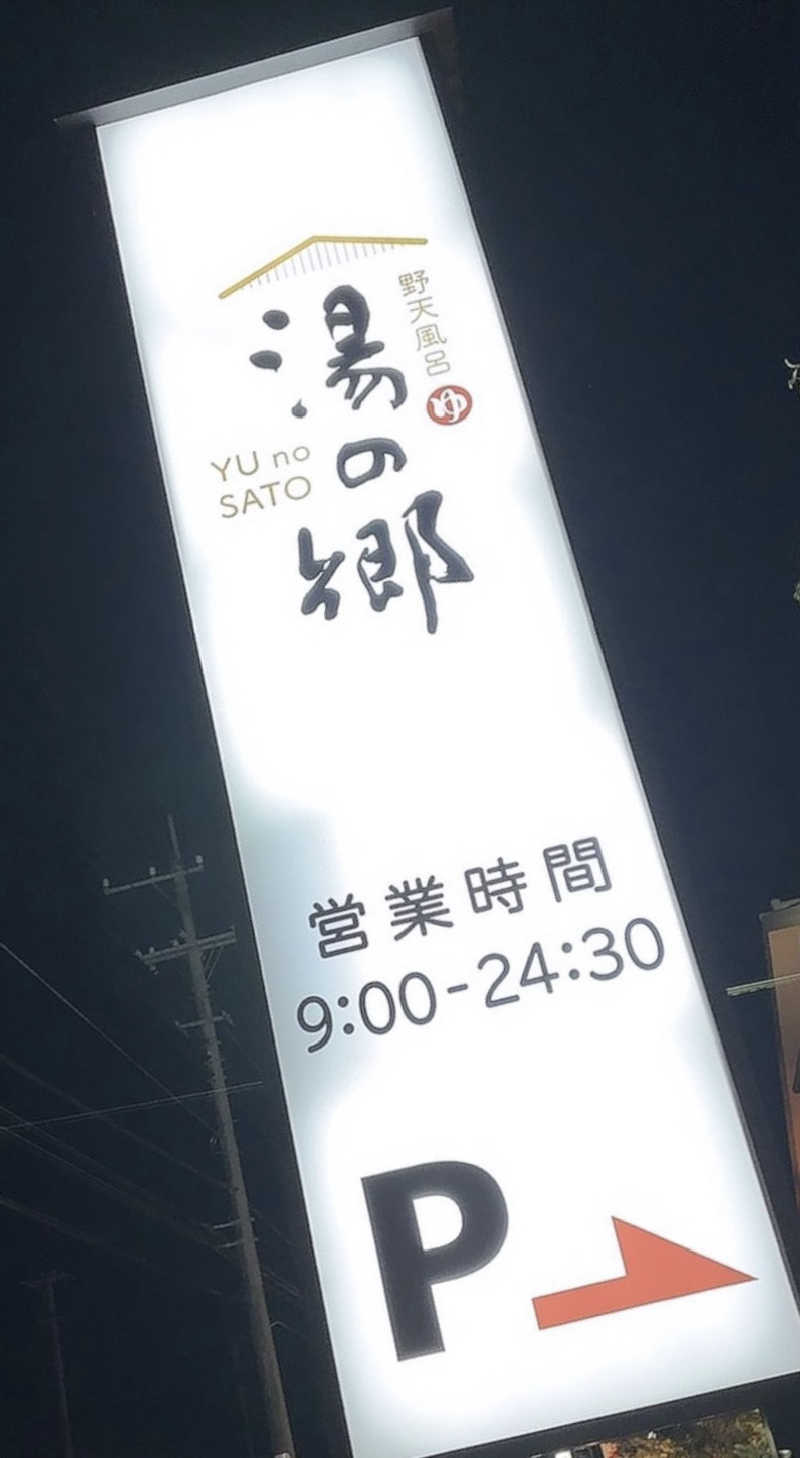 野天風呂
ゆ
湯の郷
YU no
SATO
営業時間
9:00-24:30
P